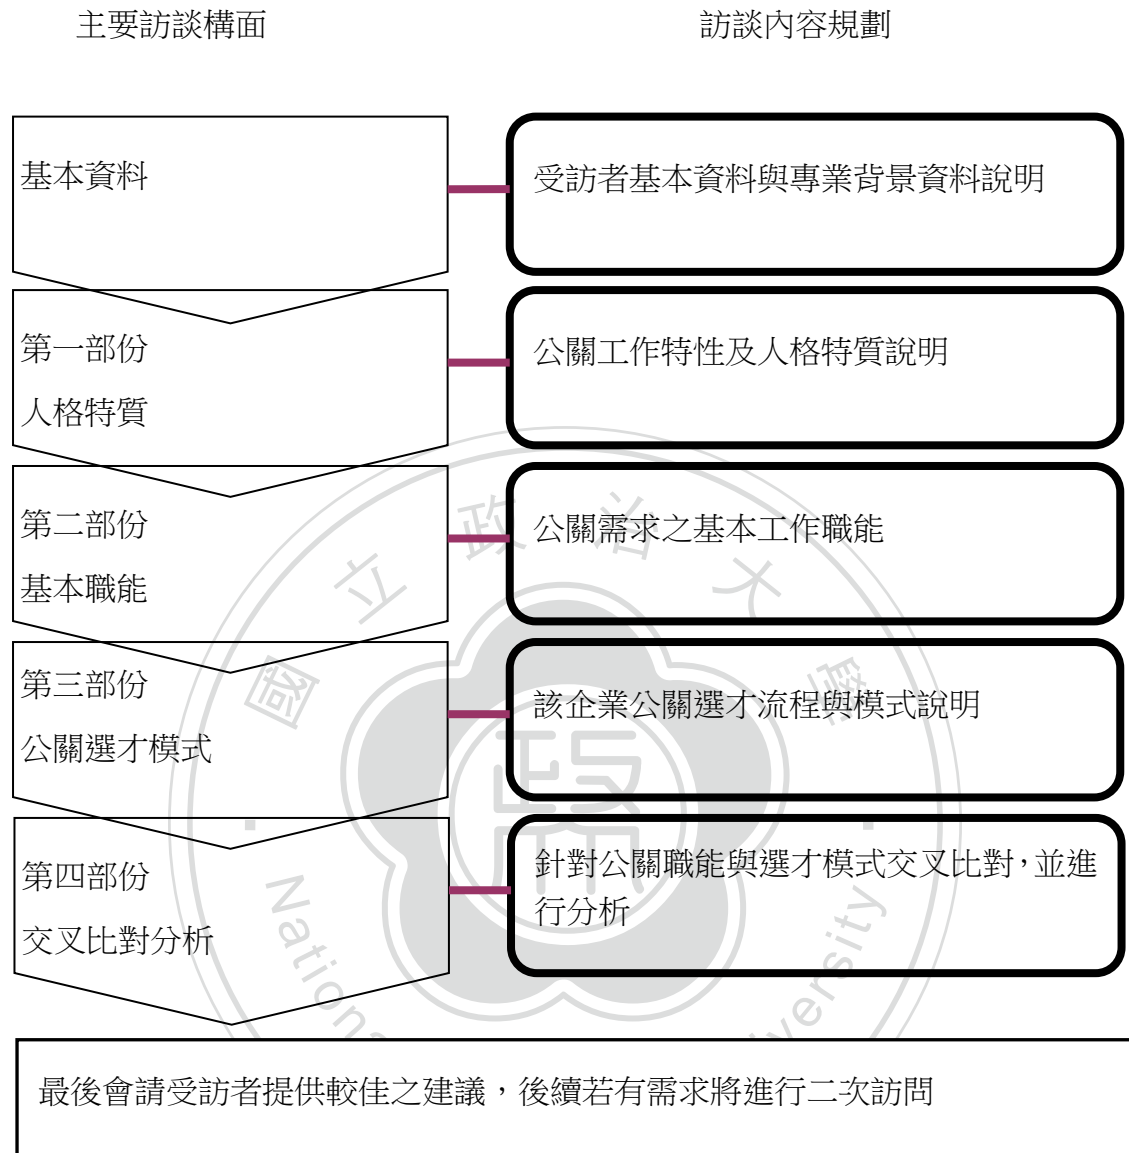 主要訪談構面
訪談內容規劃
基本資料
受訪者基本資料與專業背景資料說明
第一部份
人格特質
公關工作特性及人格特質說明
第二部份
基本職能
公關需求之基本工作職能
第三部份
公關選才模式
該企業公關選才流程與模式說明
第四部份
交叉比對分析
針對公關職能與選才模式交叉比對，並進
行分析
最後會請受訪者提供較佳之建議，後續若有需求將進行二次訪問
國立政治大學
National
versity